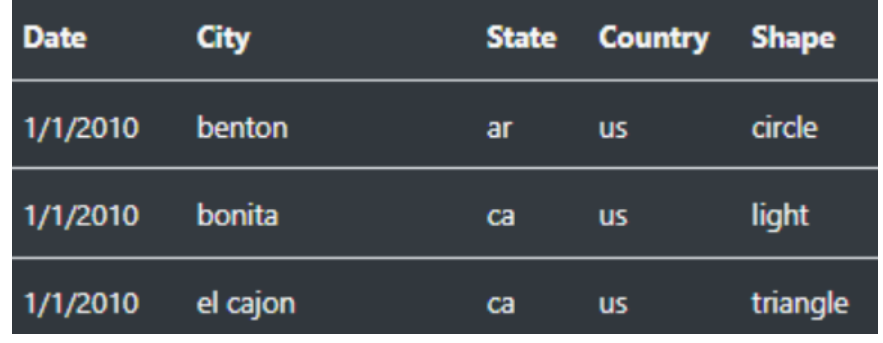 Date City State Country Shape
1/1/2010 benton ar us circle
1/1/2010 bonita ca us light
1/1/2010 el cajon ca us triangle